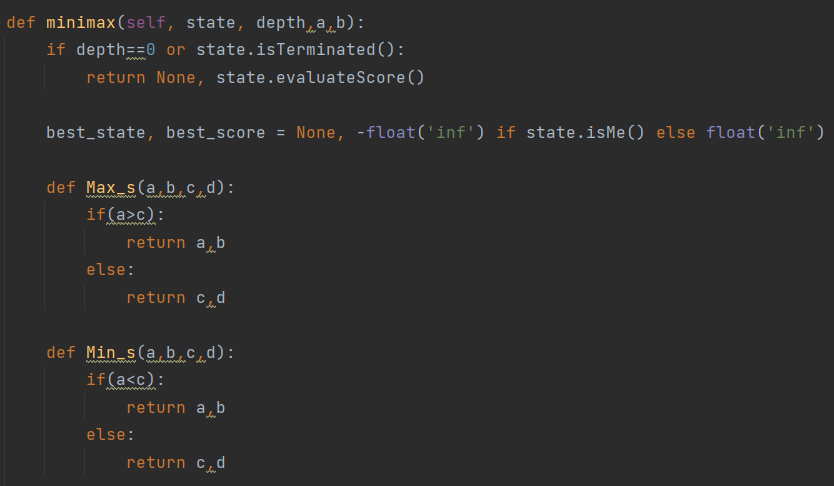 def minimax(self, state, depth,a,b):
    if depth==0 or state.isTerminated():
        return None, state.evaluateScore()
    best_state, best_score = None, -float('inf') if state.isMe() else float('inf')
    def Max_s(a,b,c,d):
        if(a>c):
            return a,b
        else:
            return c,d
    def Min_s(a,b,c,d):
        if(a<c):
            return a,b
        else:
            return c,d